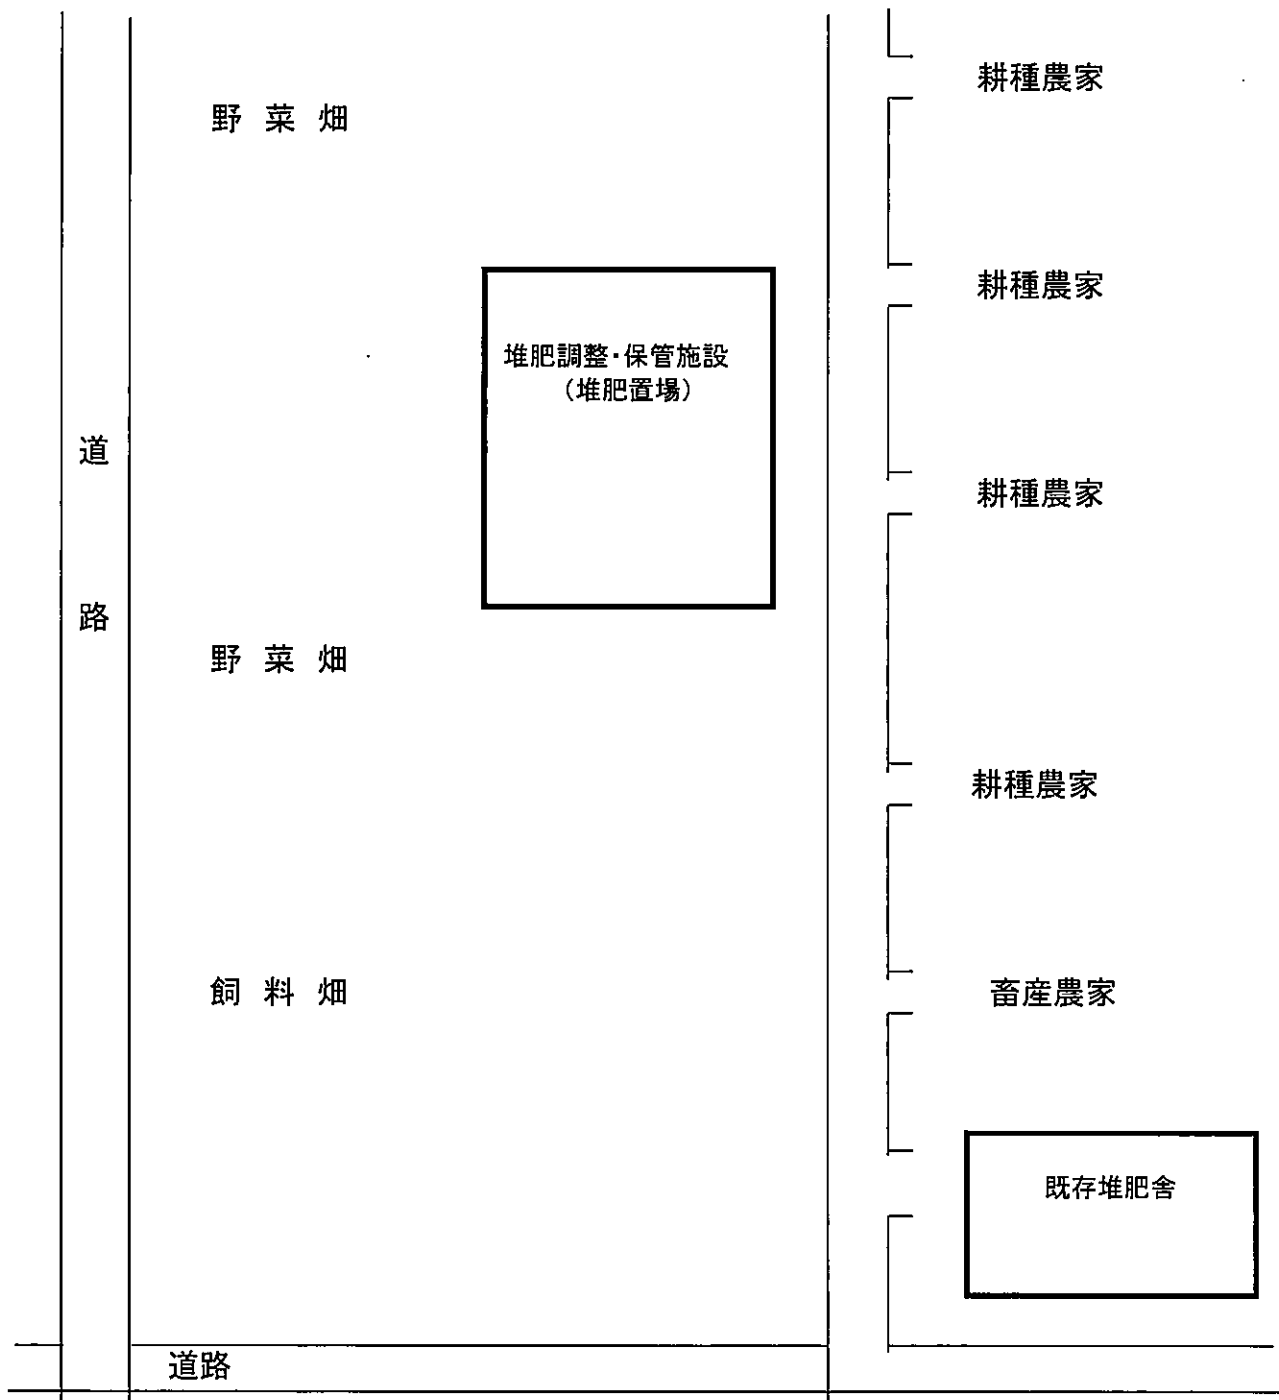 耕種農家
野 菜 畑
耕種農家
堆肥調整・保管施設
（堆肥置場）
道
路
耕種農家
野 菜 畑
耕種農家
飼 料 畑
畜産農家
既存堆肥舎
道路